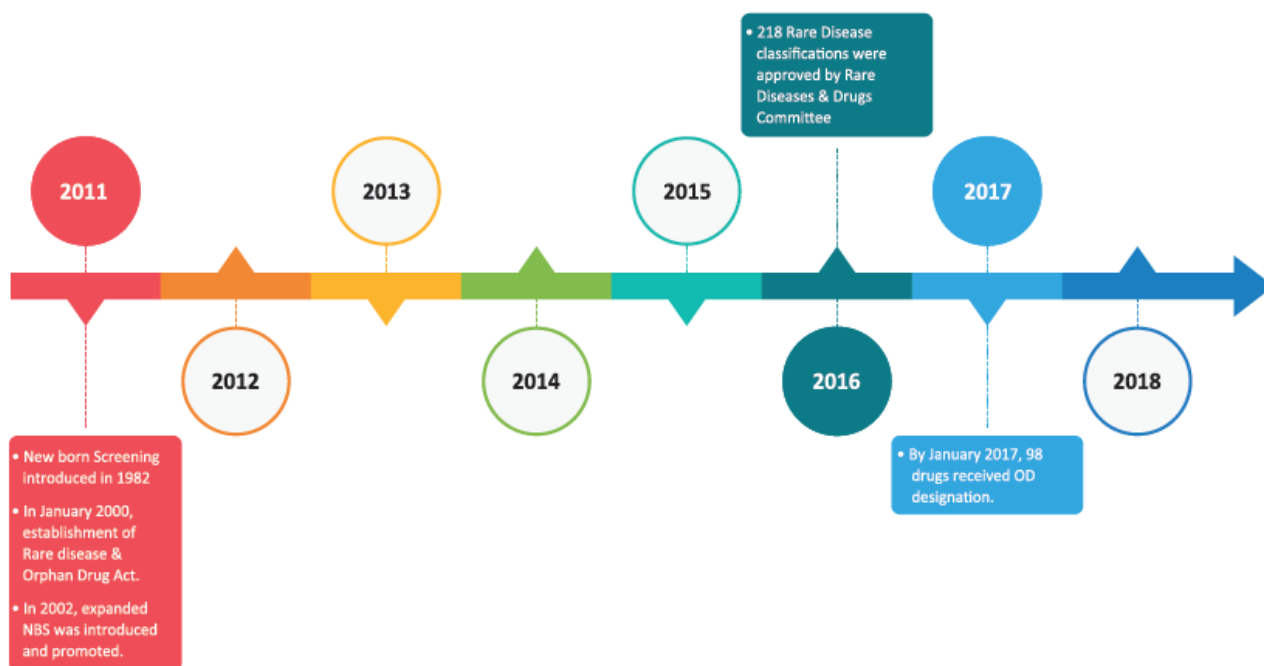 • 218 Rare Disease
classifications were
approved by Rare
Diseases & Drugs
Committee
2011
2013
2015
2017
2012
2014
2016
2018
• New born Screening
introduced in 1982
• In January 2000,
establishment of
Rare disease &
Orphan Drug Act.
• In 2002, expanded
NBS was introduced
and promoted.
• By January 2017, 98
drugs received OD
designation.